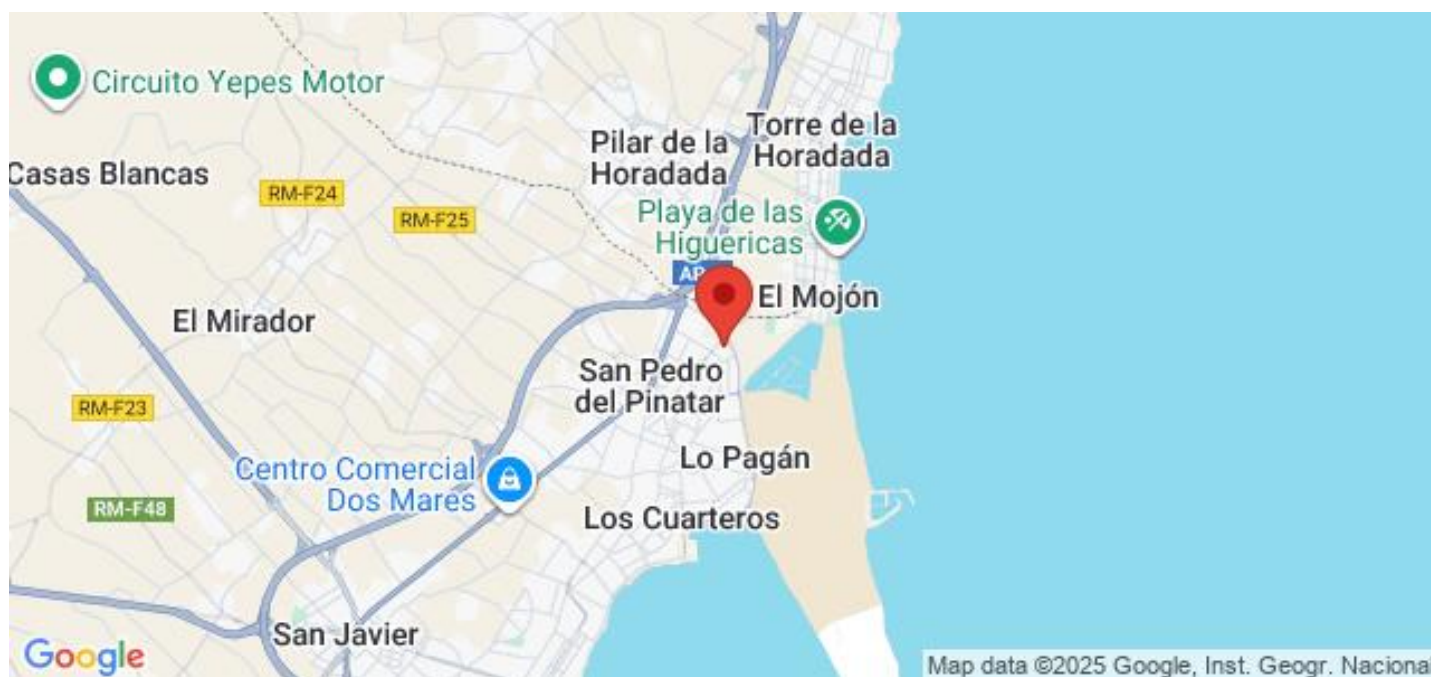 Circuito Yepes Motor
Casas Blancas
RM-F24
RM-F25
Pilar de la
Horadada
Torre de la
Horadada
Playa de las
Higuericas
El Mojón
El Mirador
San Pedro
del Pinatar
RM-F23
Lo Pagán
Centro Comercial
Dos Mares
RM-F48
Los Cuarteros
San Javier
Google
Map data ©2025 Google, Inst. Geogr. Nacional